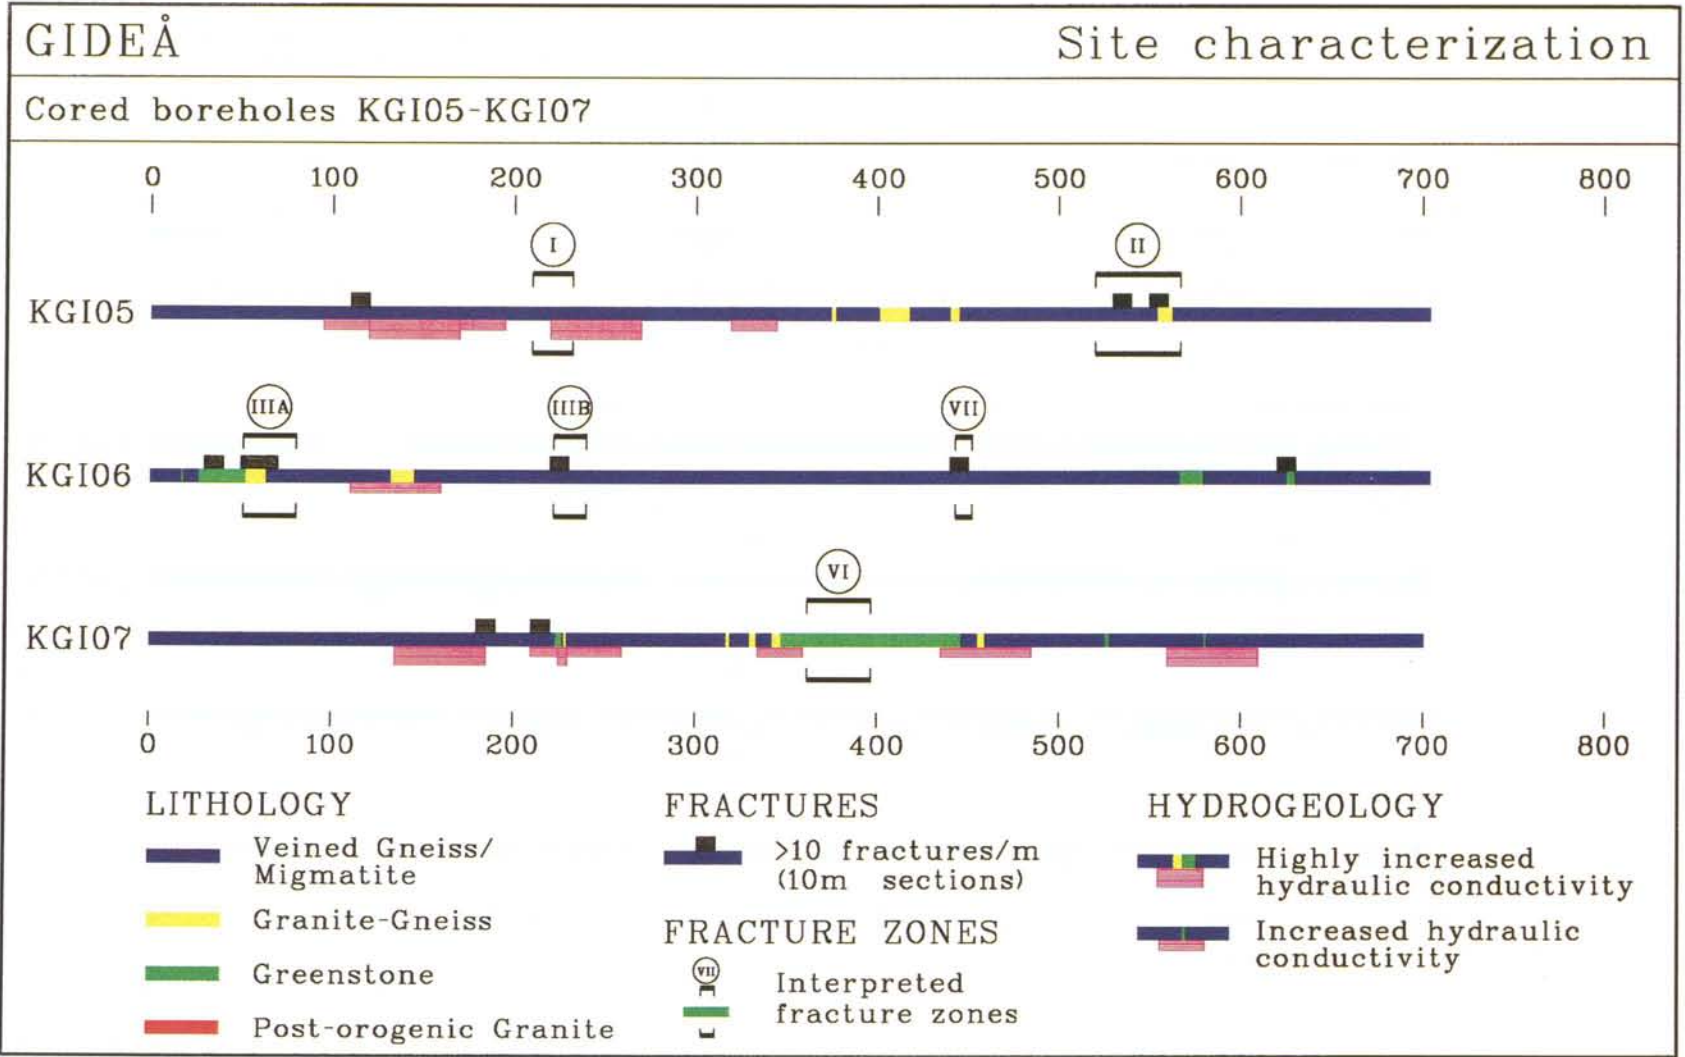 GIDEÅ Site characterization
Cored boreholes KGI05-KGI07
0 100 200 300 400 500 600 700 800
I II
KGI05
IIIA IIIB VII
KGI06
VI
KGI07
0 100 200 300 400 500 600 700 800
LITHOLOGY
Veined Gneiss/
Migmatite
Granite-Gneiss
Greenstone
Post-orogenic Granite
FRACTURES
>10 fractures/m
(10m sections)
FRACTURE ZONES
VII
Interpreted
fracture zones
HYDROGEOLOGY
Highly increased
hydraulic conductivity
Increased hydraulic
conductivity